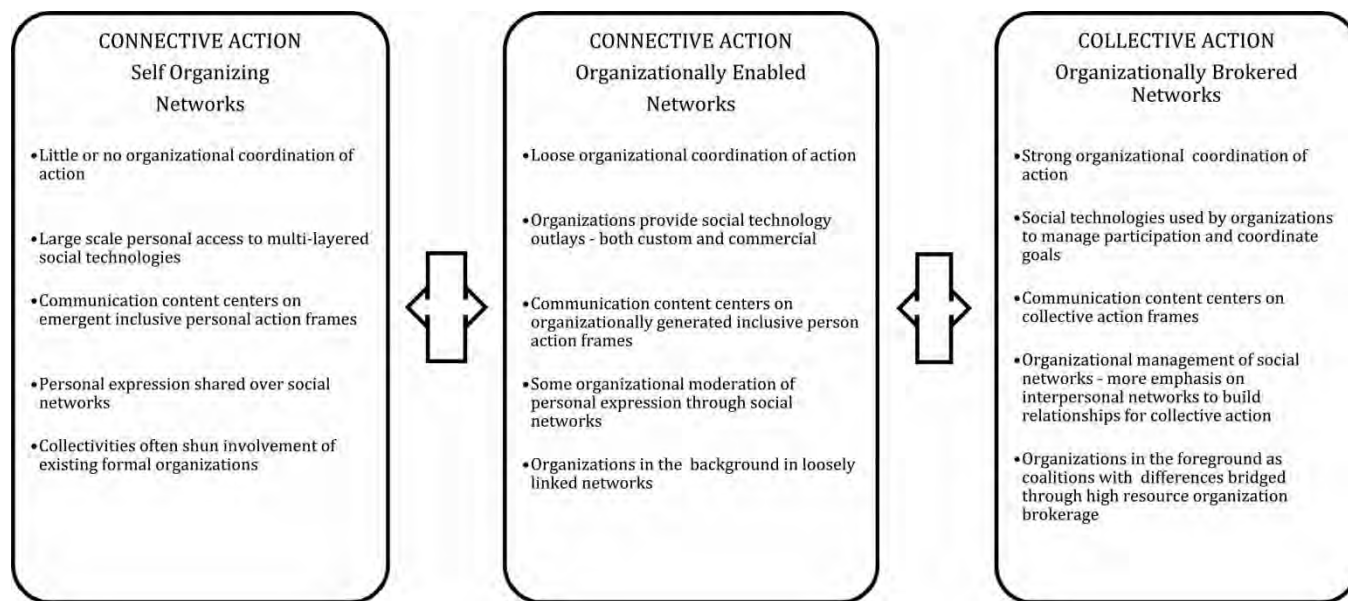 CONNECTIVE ACTION
Self Organizing
Networks
•Little or no organizational coordination of
action
•Large scale personal access to multi-layered
social technologies
•Communication content centers on
emergent inclusive personal action frames
•Personal expression shared over social
networks
•Collectivities often shun involvement of
existing formal organizations
CONNECTIVE ACTION
Organizationally Enabled
Networks
•Loose organizational coordination of action
•Organizations provide social technology
outlays - both custom and commercial
•Communication content centers on
organizationally generated inclusive person
action frames
•Some organizational moderation of
personal expression through social
networks
•Organizations in the background in loosely
linked networks
COLLECTIVE ACTION
Organizationally Brokered
Networks
•Strong organizational coordination of
action
•Social technologies used by organizations
to manage participation and coordinate
goals
•Communication content centers on
collective action frames
•Organizational management of social
networks - more emphasis on
interpersonal networks to build
relationships for collective action
•Organizations in the foreground as
coalitions with differences bridged
through high resource organization
brokerage